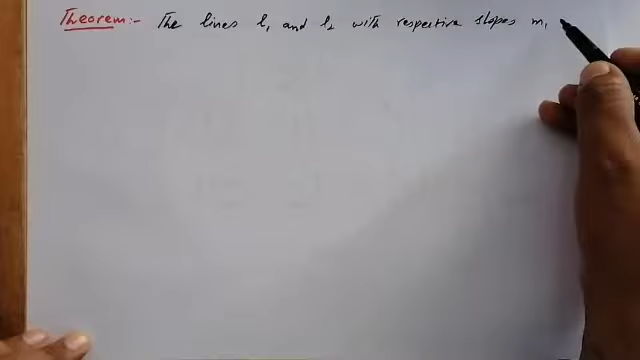 Theorem:- The lines l₁ and l₂ with respective slopes m₁